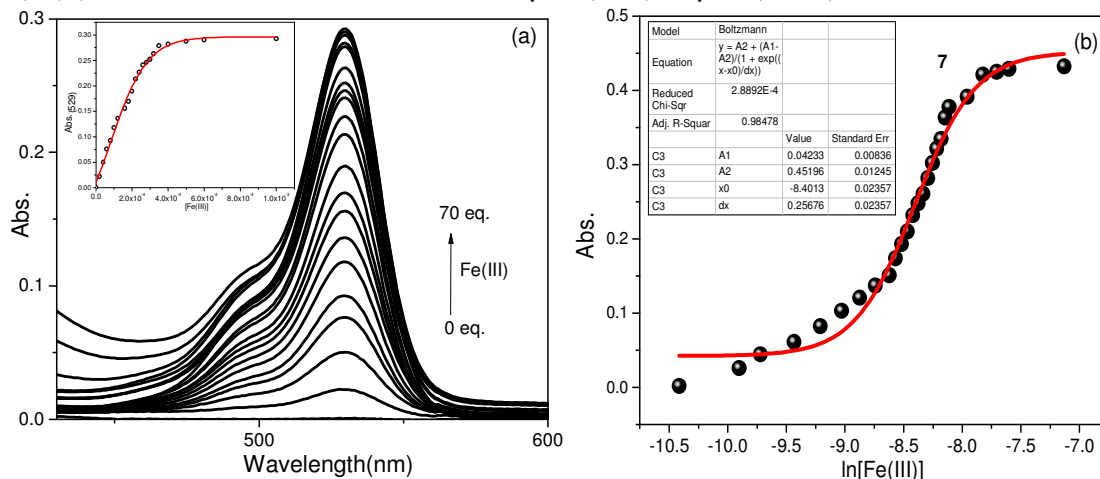 (a)
0.3
0.2
0.1
0.0
Abs.
500
600
Wavelength(nm)
70 eq.
Fe(III)
0 eq.
0.30
0.25
0.20
0.15
0.10
0.05
0.00
Abs. (529)
0.0
2.0x10⁻⁴
4.0x10⁻⁴
6.0x10⁻⁴
8.0x10⁻⁴
1.0x10⁻³
[Fe(III)]
(b)
7
0.5
0.4
0.3
0.2
0.1
0.0
Abs.
-10.5
-10.0
-9.5
-9.0
-8.5
-8.0
-7.5
-7.0
ln[Fe(III)]
Model Boltzmann
Equation
y = A2 + (A1-
A2)/(1 + exp((
x-x0)/dx))
Reduced
Chi-Sqr
2.8892E-4
Adj. R-Squar 0.98478
Value Standard Err
C3 A1 0.04233 0.00836
C3 A2 0.45196 0.01245
C3 x0 -8.4013 0.02357
C3 dx 0.25676 0.02357